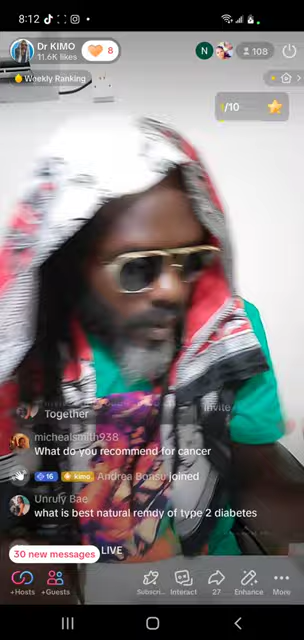 8:12
Dr KIMO
11.6K likes
8
N
108
Weekly Ranking
/10
Together
Invite
michealsmith938
What do you recommend for cancer
16 kimo Andrea Bonsu joined
Unruly Bae
what is best natural remdy of type 2 diabetes
30 new messages
LIVE
+Hosts
+Guests
Subscri...
Interact
27
Enhance
More